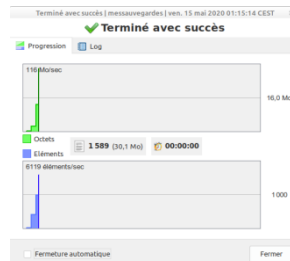 Terminé avec succès | messauvegardes | ven. 15 mai 2020 01:15:14 CEST
Terminé avec succès
Progression Log
116 Mo/sec
16,0 Mo
Octets
Eléments
1 589 (30,1 Mo) 00:00:00
6119 éléments/sec
1 000
Fermeture automatique Fermer